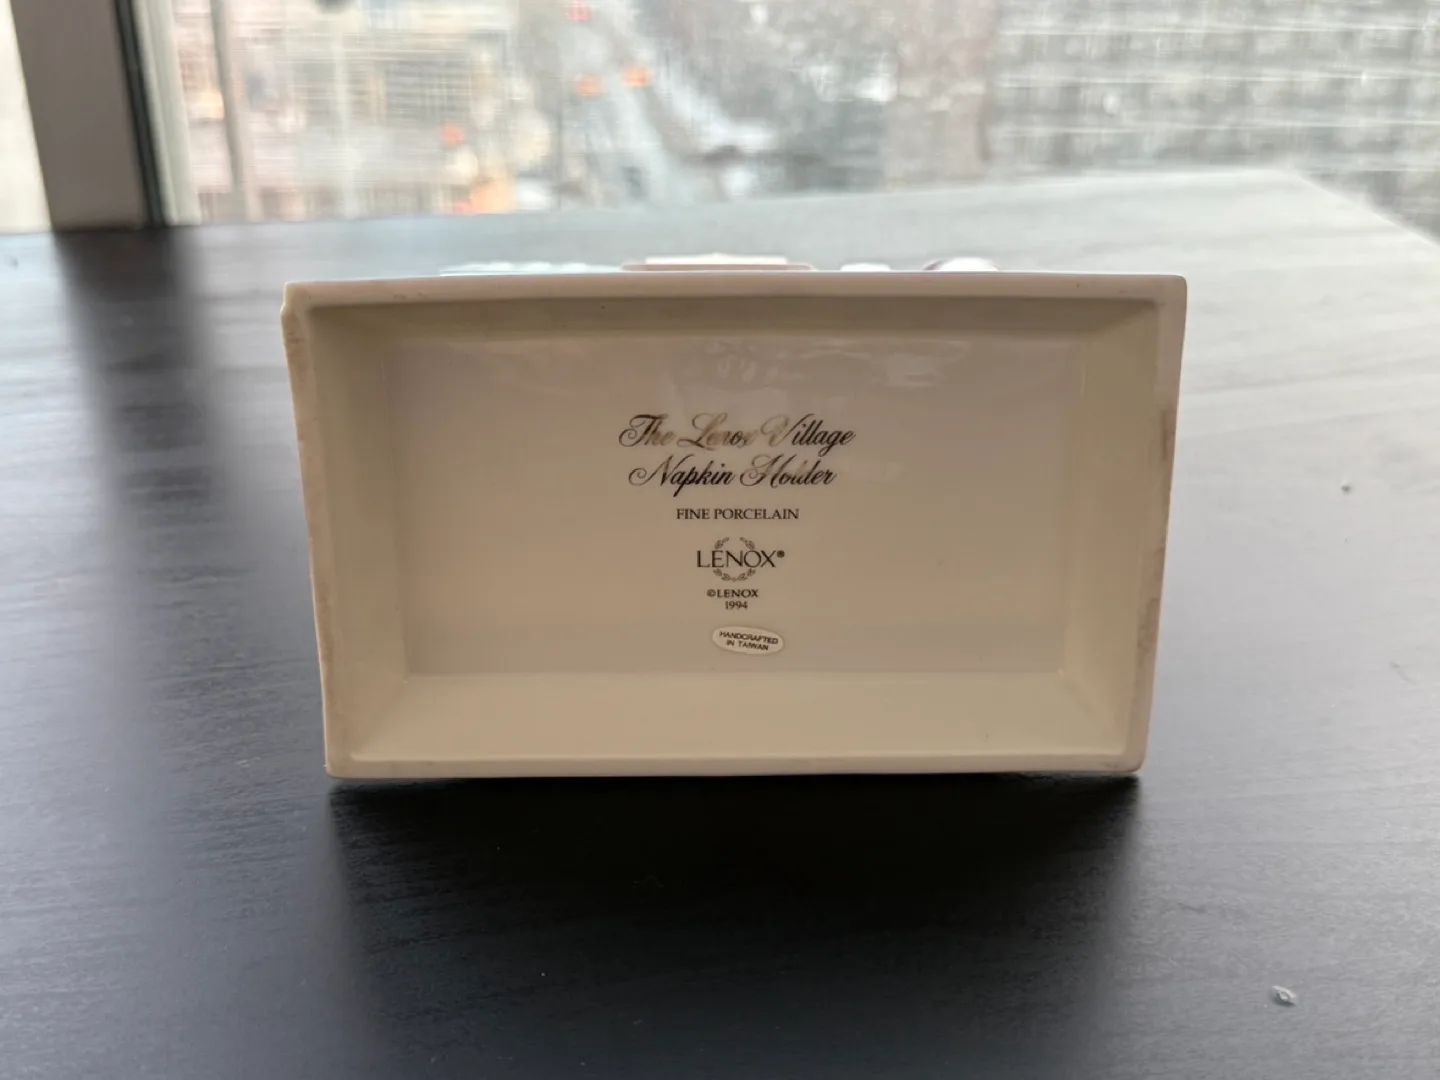 The Lenox Village
Napkin Holder
FINE PORCELAIN
LENOX®
©LENOX
1994
HANDCRAFTED
IN TAIWAN